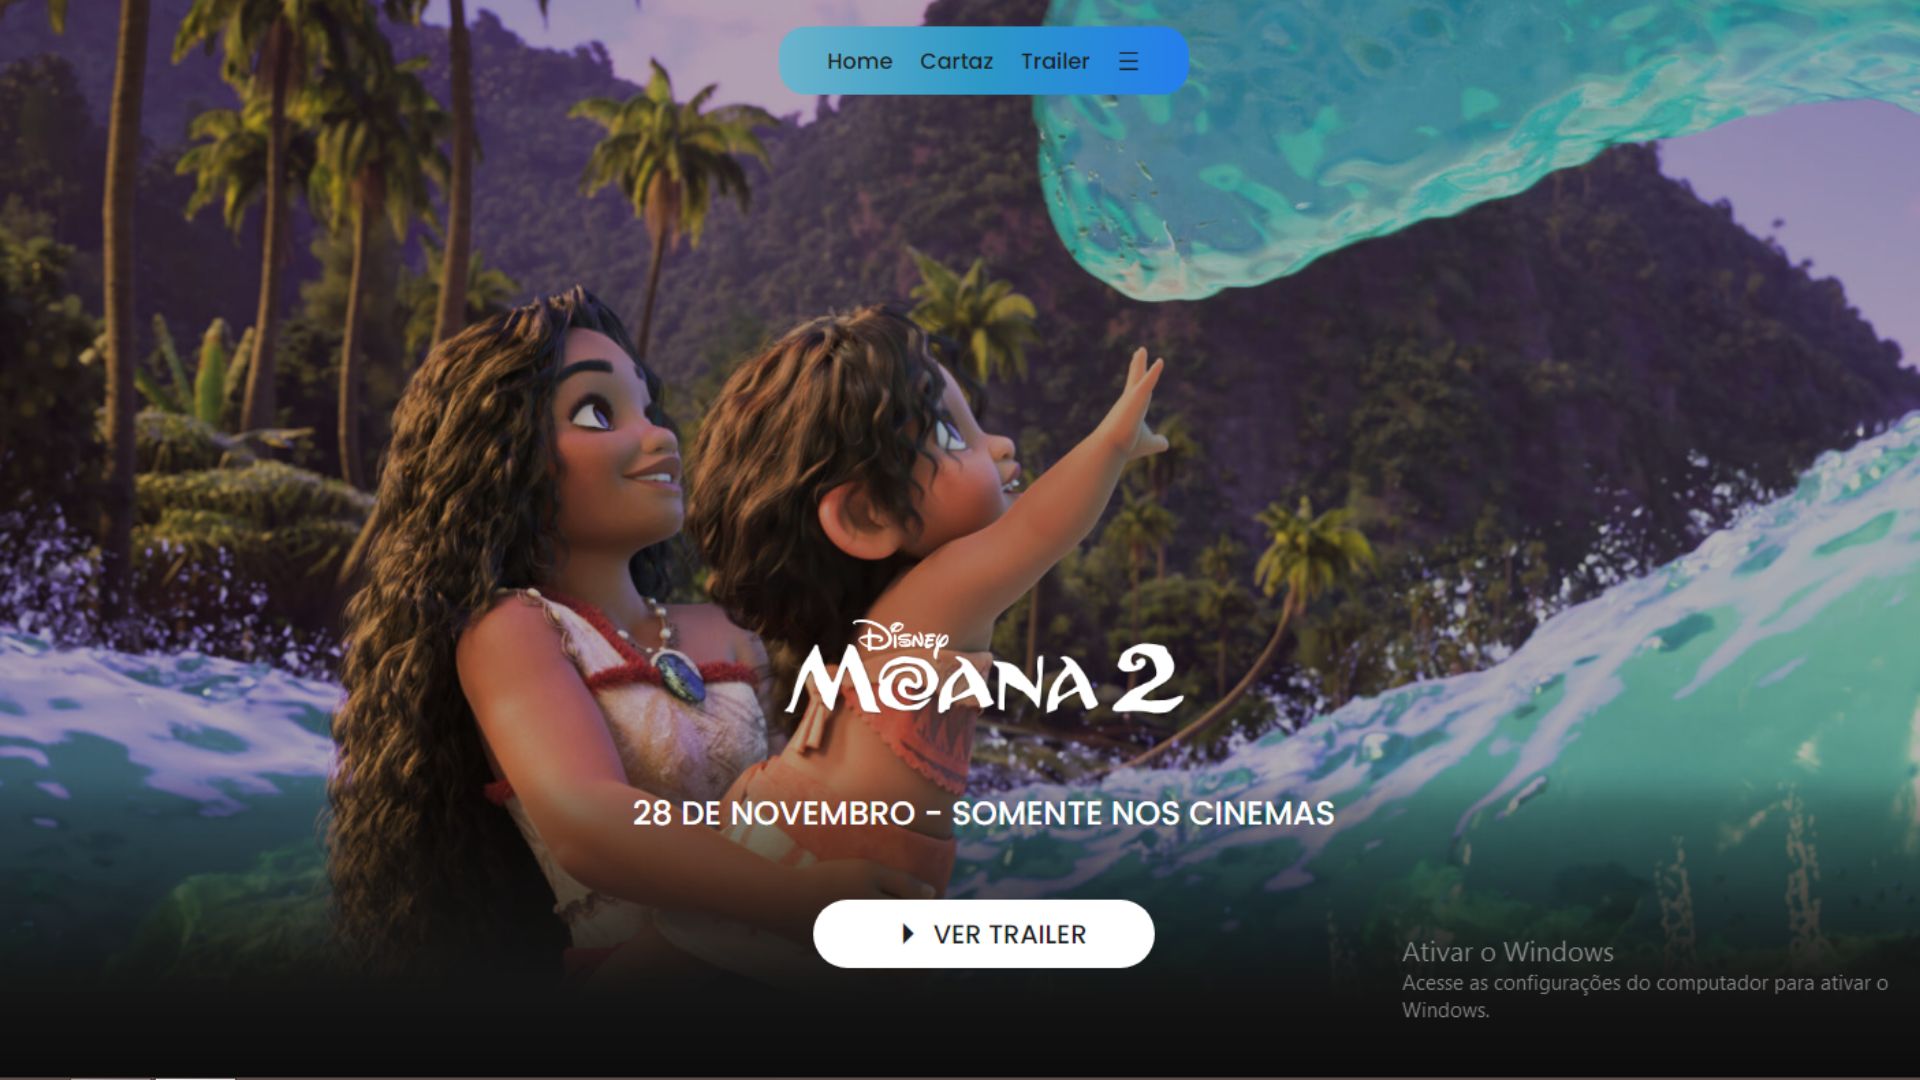 Home Cartaz Trailer
Disney
MOANA 2
28 DE NOVEMBRO - SOMENTE NOS CINEMAS
VER TRAILER
Ativar o Windows
Acesse as configurações do computador para ativar o
Windows.